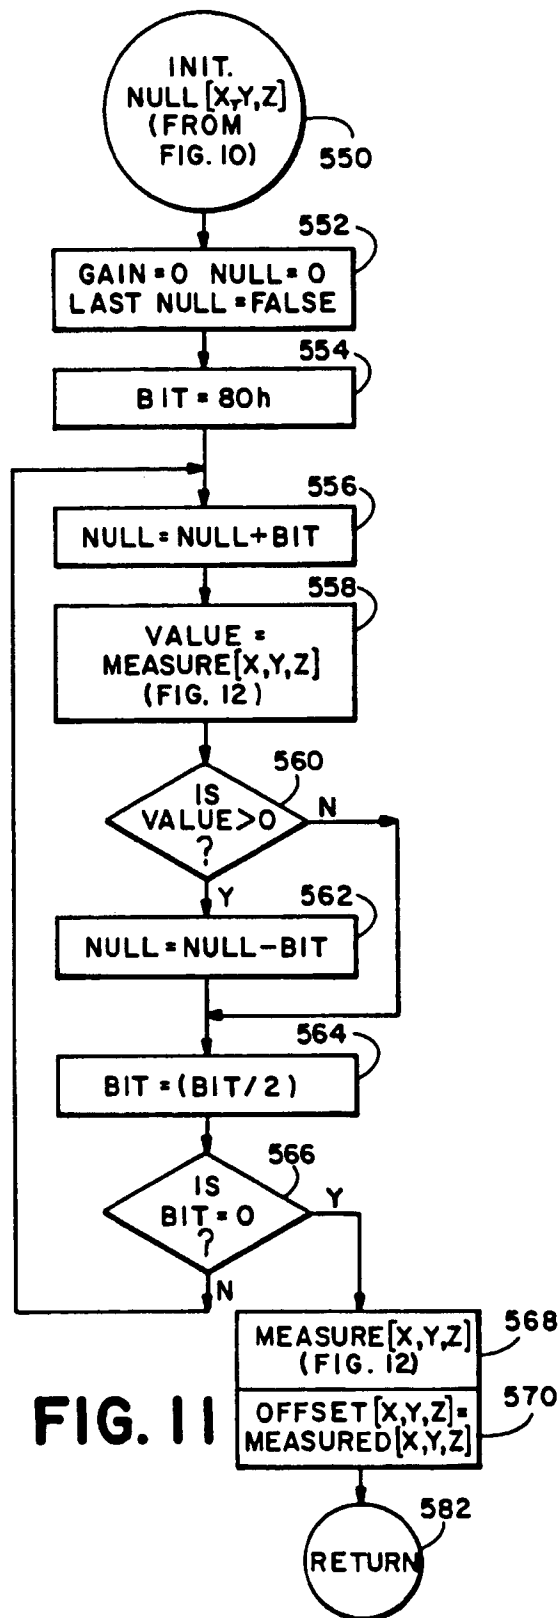 INIT.
NULL [X,Y,Z]
(FROM
FIG. 10)
550
552
GAIN=0 NULL=0
LAST NULL=FALSE
554
BIT = 80h
556
NULL=NULL+BIT
558
VALUE =
MEASURE[X,Y,Z]
(FIG. 12)
560
IS
VALUE>0
?
N
Y
562
NULL=NULL-BIT
564
BIT =(BIT/2)
566
IS
BIT=0
?
Y
N
MEASURE[X,Y,Z]
(FIG. 12)
568
OFFSET[X,Y,Z]=
MEASURED[X,Y,Z]
570
FIG. 11
582
RETURN